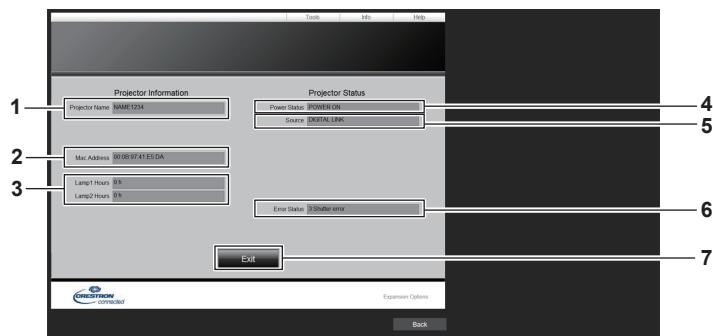 Tools Info Help
Projector Information
Projector Status
1
Projector Name NAME1234
Power Status POWER ON
4
Source DIGITAL LINK
5
2
Mac Address 00:0B:97:41:E5:DA
3
Lamp1 Hours 0 h
Lamp2 Hours 0 h
Error Status 3:Shutter error
6
Exit
7
CRESTRON
connected
Expansion Options
Back